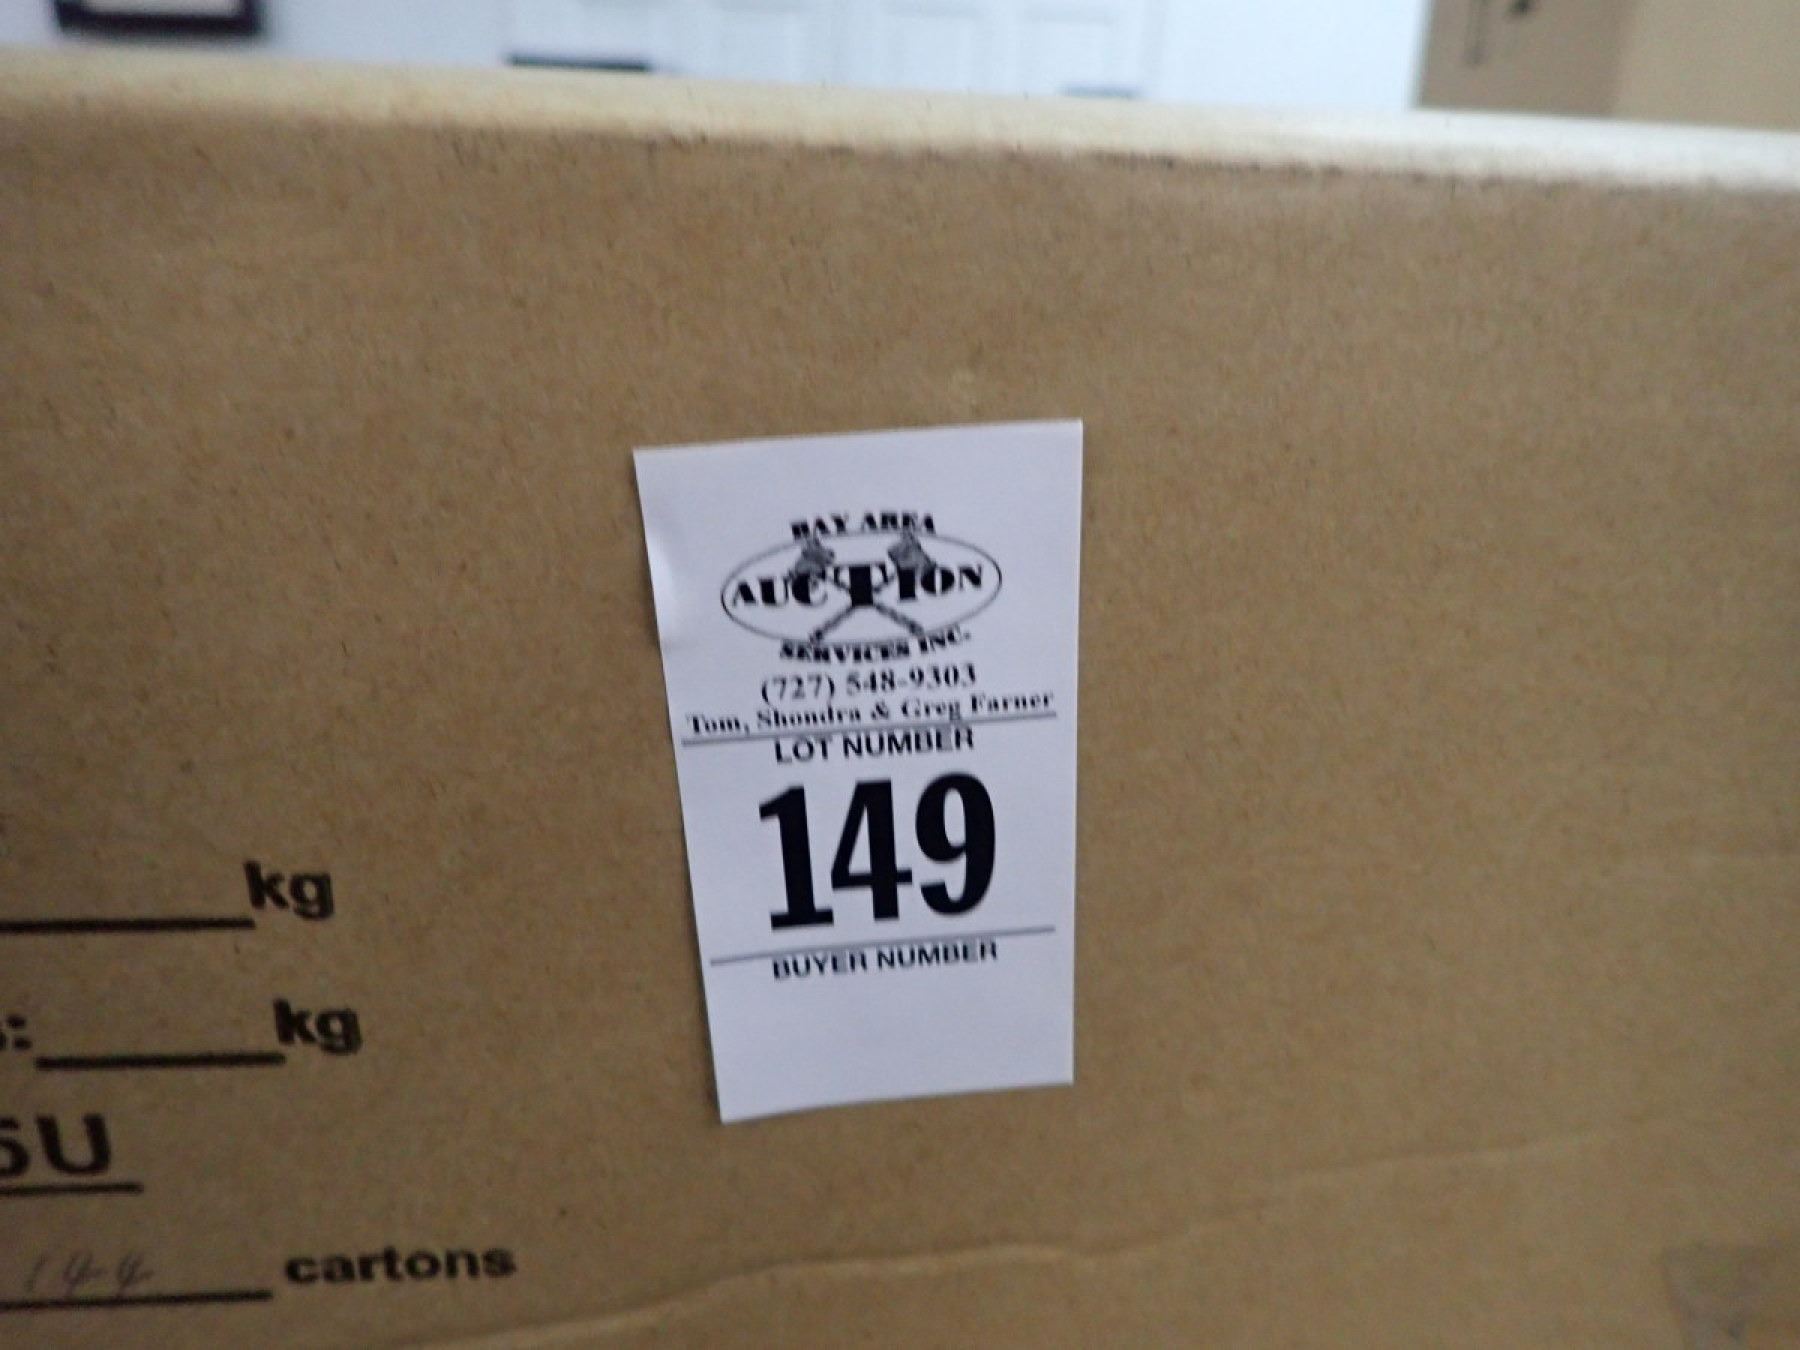 BAY AREA
AUCTION
SERVICES INC.
(727) 548-9303
Tom, Shondra & Greg Farner
LOT NUMBER
149
BUYER NUMBER
kg
: kg
5U
cartons